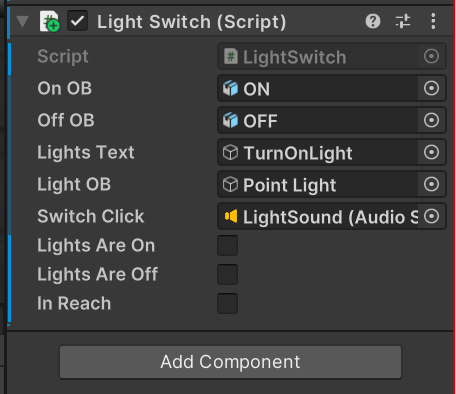 Light Switch (Script)
Script LightSwitch
On OB ON
Off OB OFF
Lights Text TurnOnLight
Light OB Point Light
Switch Click LightSound (Audio S
Lights Are On
Lights Are Off
In Reach
Add Component